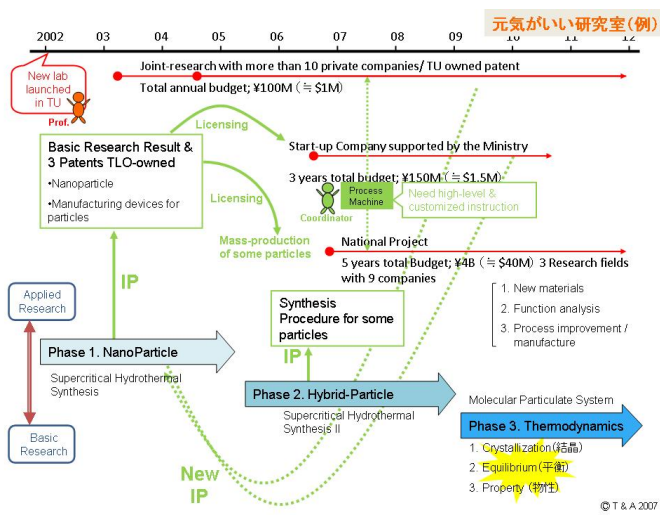 元気がいい研究室(例)
2002 03 04 05 06 07 08 09 10 11 12
New lab
launched
in TU
Prof.
Joint-research with more than 10 private companies/ TU owned patent
Total annual budget; ¥100M (≒ $1M)
Licensing
Basic Research Result &
3 Patents TLO-owned
•Nanoparticle
•Manufacturing devices for
particles
Start-up Company supported by the Ministry
3 years total budget; ¥150M (≒ $1.5M)
Licensing
Coordinator
Process
Machine
Need high-level &
customized instruction
Mass-production
of some particles
National Project
5 years total Budget; ¥4B (≒ $40M) 3 Research fields
with 9 companies
1. New materials
2. Function analysis
3. Process improvement /
manufacture
IP
Applied
Research
Synthesis
Procedure for some
particles
IP
Phase 1. NanoParticle
Supercritical Hydrothermal
Synthesis
Phase 2. Hybrid-Particle
Supercritical Hydrothermal
Synthesis II
Molecular Particulate System
Phase 3. Thermodynamics
1. Crystallization(結晶)
2. Equilibrium(平衡)
3. Property (物性)
Basic
Research
New
IP
© T & A 2007